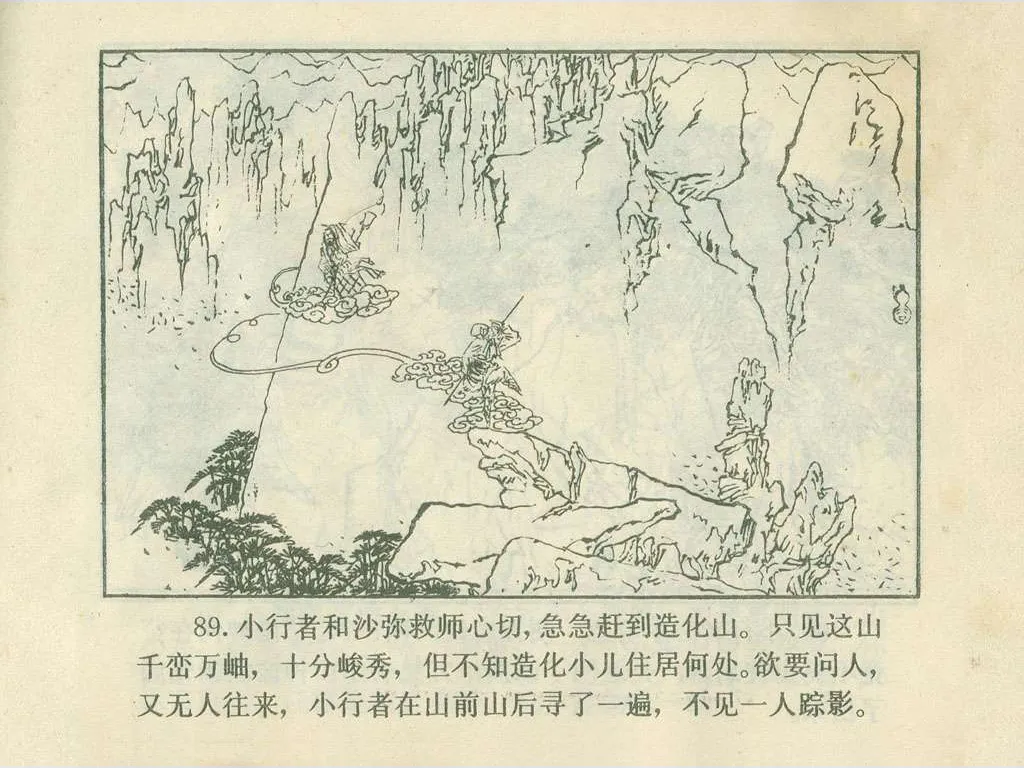 89. 小行者和沙弥救师心切，急急赶到造化山。只见这山
千峦万岫，十分峻秀，但不知造化小儿住居何处。欲要问人，
又无人往来，小行者在山前山后寻了一遍，不见一人踪影。